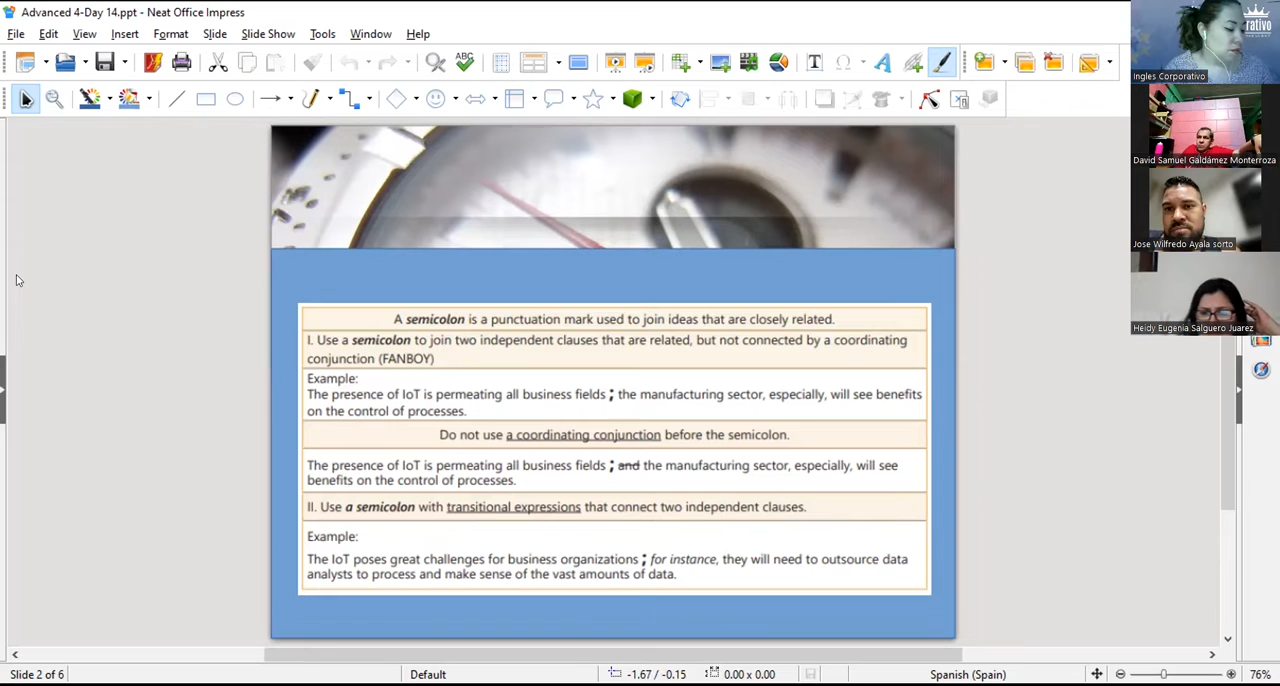 Advanced 4-Day 14.ppt - Neat Office Impress
File Edit View Insert Format Slide Slide Show Tools Window Help
ABC
rativo
Ingles Corporativo
David Samuel Galdámez Monterroza
Jose Wilfredo Ayala sorto
Heidy Eugenia Salguero Juarez
A semicolon is a punctuation mark used to join ideas that are closely related.
I. Use a semicolon to join two independent clauses that are related, but not connected by a coordinating
conjunction (FANBOY)
Example:
The presence of IoT is permeating all business fields ; the manufacturing sector, especially, will see benefits
on the control of processes.
Do not use a coordinating conjunction before the semicolon.
The presence of IoT is permeating all business fields ; and the manufacturing sector, especially, will see
benefits on the control of processes.
II. Use a semicolon with transitional expressions that connect two independent clauses.
Example:
The IoT poses great challenges for business organizations ; for instance, they will need to outsource data
analysts to process and make sense of the vast amounts of data.
Slide 2 of 6 Default -1.67 / -0.15 0.00 x 0.00 Spanish (Spain) 76%